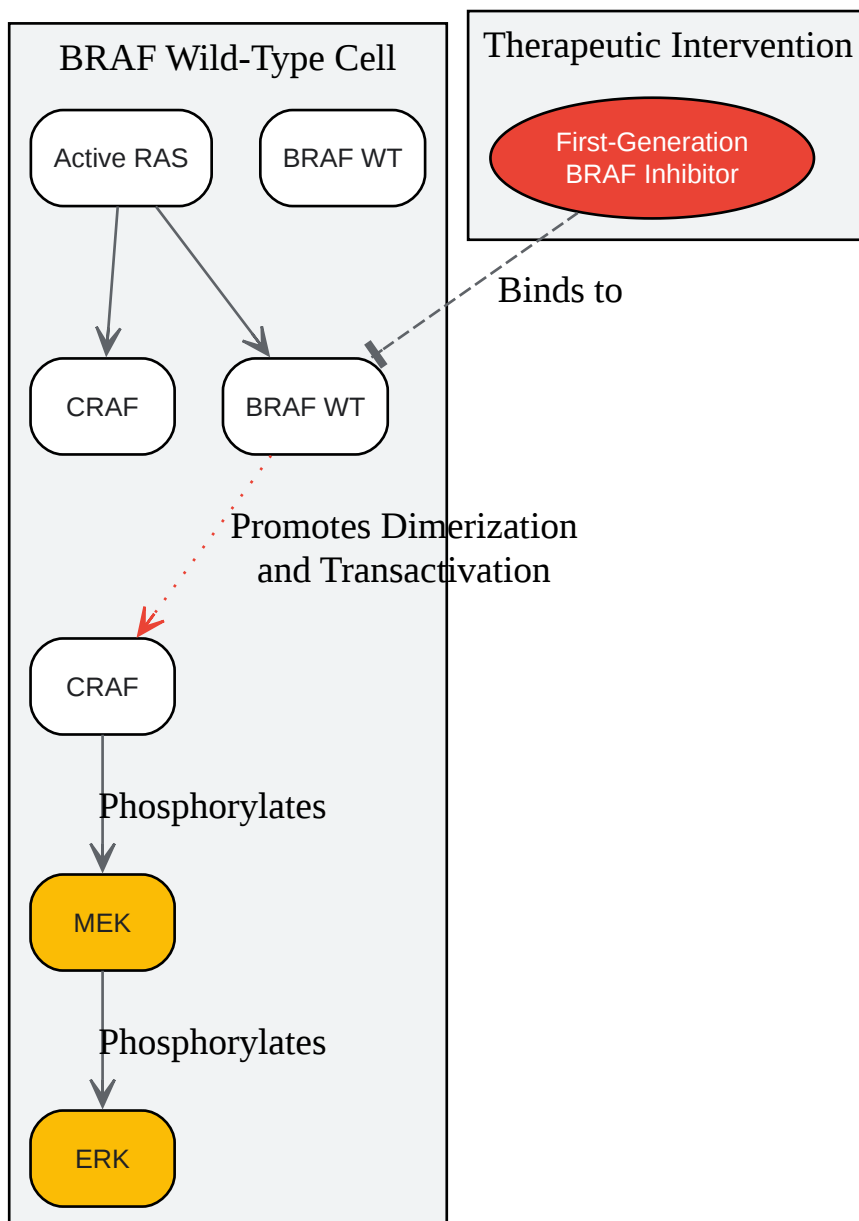 BRAF Wild-Type Cell
Therapeutic Intervention
Active RAS
BRAF WT
First-Generation
BRAF Inhibitor
Binds to
CRAF
BRAF WT
Promotes Dimerization
and Transactivation
CRAF
Phosphorylates
MEK
Phosphorylates
ERK